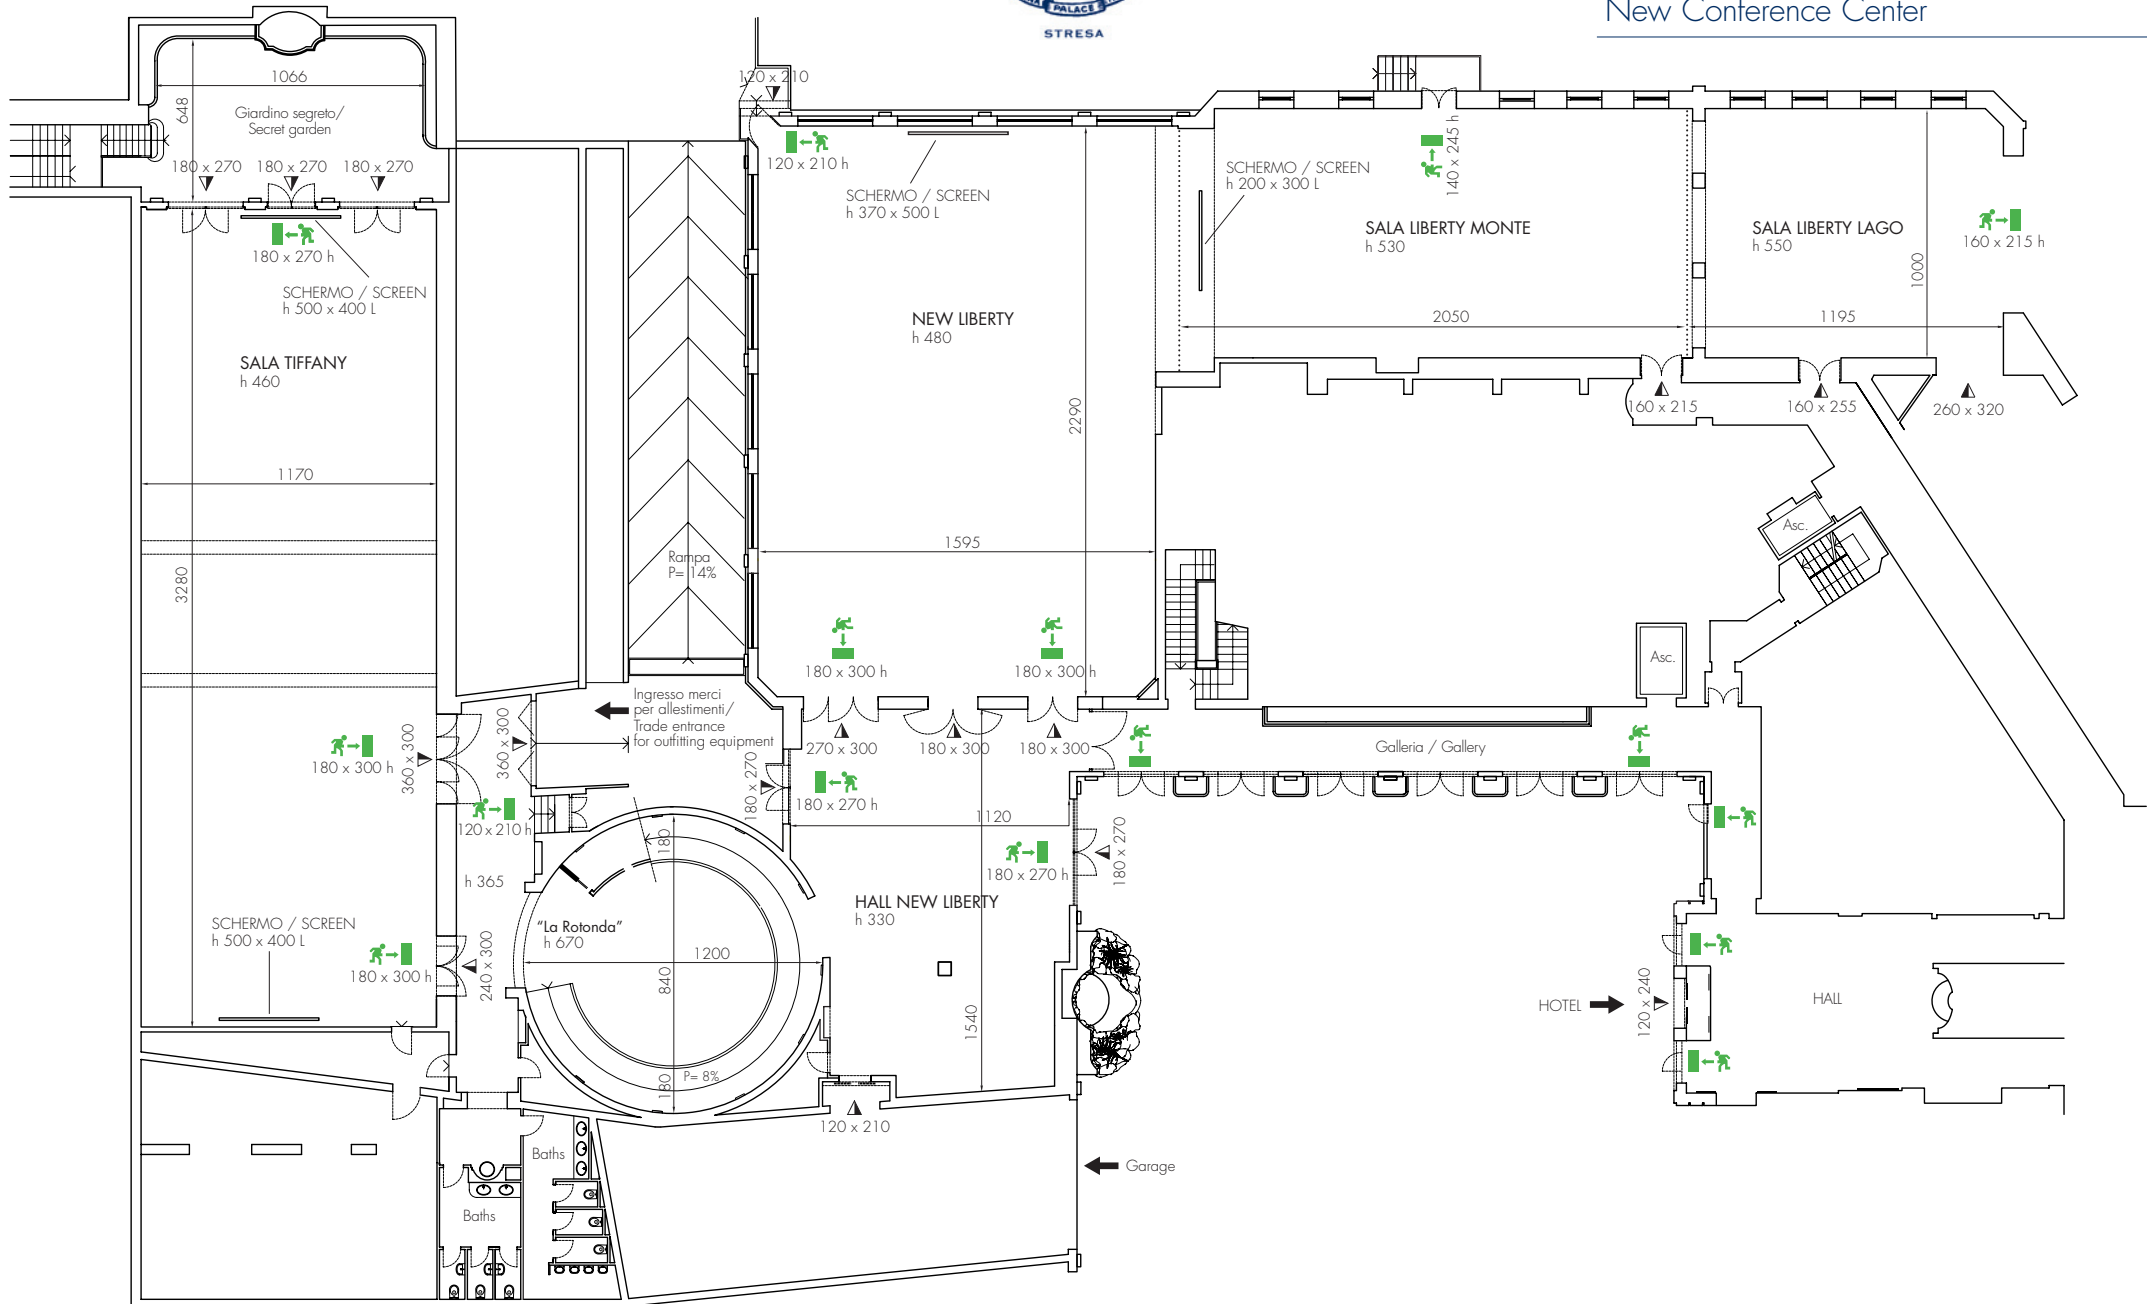 PALACE
STRESA
New Conference Center
1066
648
Giardino segreto/
Secret garden
180 x 270
180 x 270
180 x 270
180 x 270 h
SCHERMO / SCREEN
h 500 x 400 L
SALA TIFFANY
h 460
1170
3280
SCHERMO / SCREEN
h 500 x 400 L
180 x 300 h
360 x 300
180 x 300 h
240 x 300
120 x 210 h
h 365
360 x 300
Rampa
P= 14%
Ingresso merci
per allestimenti/
Trade entrance
for outfitting equipment
120 x 210
120 x 210 h
SCHERMO / SCREEN
h 370 x 500 L
NEW LIBERTY
h 480
2290
1595
180 x 300 h
180 x 300 h
270 x 300
180 x 300
180 x 300
180 x 270
180 x 270 h
1120
180 x 270 h
180 x 270
HALL NEW LIBERTY
h 330
1540
120 x 210
"La Rotonda"
h 670
1200
180
840
180
P= 8%
Baths
Baths
Garage
SCHERMO / SCREEN
h 200 x 300 L
140 x 245 h
SALA LIBERTY MONTE
h 530
2050
SALA LIBERTY LAGO
h 550
1000
1195
160 x 215 h
160 x 215
160 x 255
260 x 320
Asc.
Asc.
Galleria / Gallery
HOTEL
120 x 240
HALL